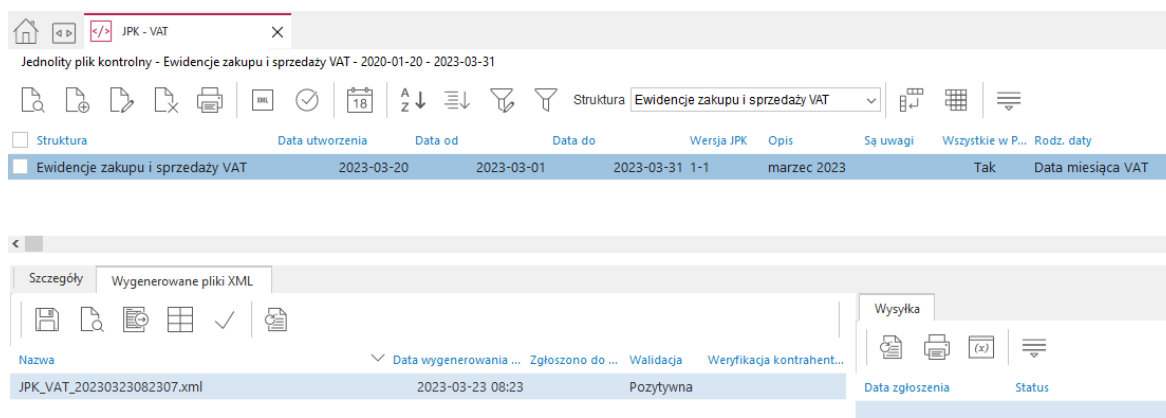 </> JPK - VAT
Jednolity plik kontrolny - Ewidencje zakupu i sprzedaży VAT - 2020-01-20 - 2023-03-31
XML 18 A Z Struktura Ewidencje zakupu i sprzedaży VAT
Struktura Data utworzenia Data od Data do Wersja JPK Opis Są uwagi Wszystkie w P... Rodz. daty
Ewidencje zakupu i sprzedaży VAT 2023-03-20 2023-03-01 2023-03-31 1-1 marzec 2023 Tak Data miesiąca VAT
Szczegóły Wygenerowane pliki XML
Wysyłka
(x)
Nazwa Data wygenerowania ... Zgłoszono do ... Walidacja Weryfikacja kontrahent...
JPK_VAT_20230323082307.xml 2023-03-23 08:23 Pozytywna
Data zgłoszenia Status